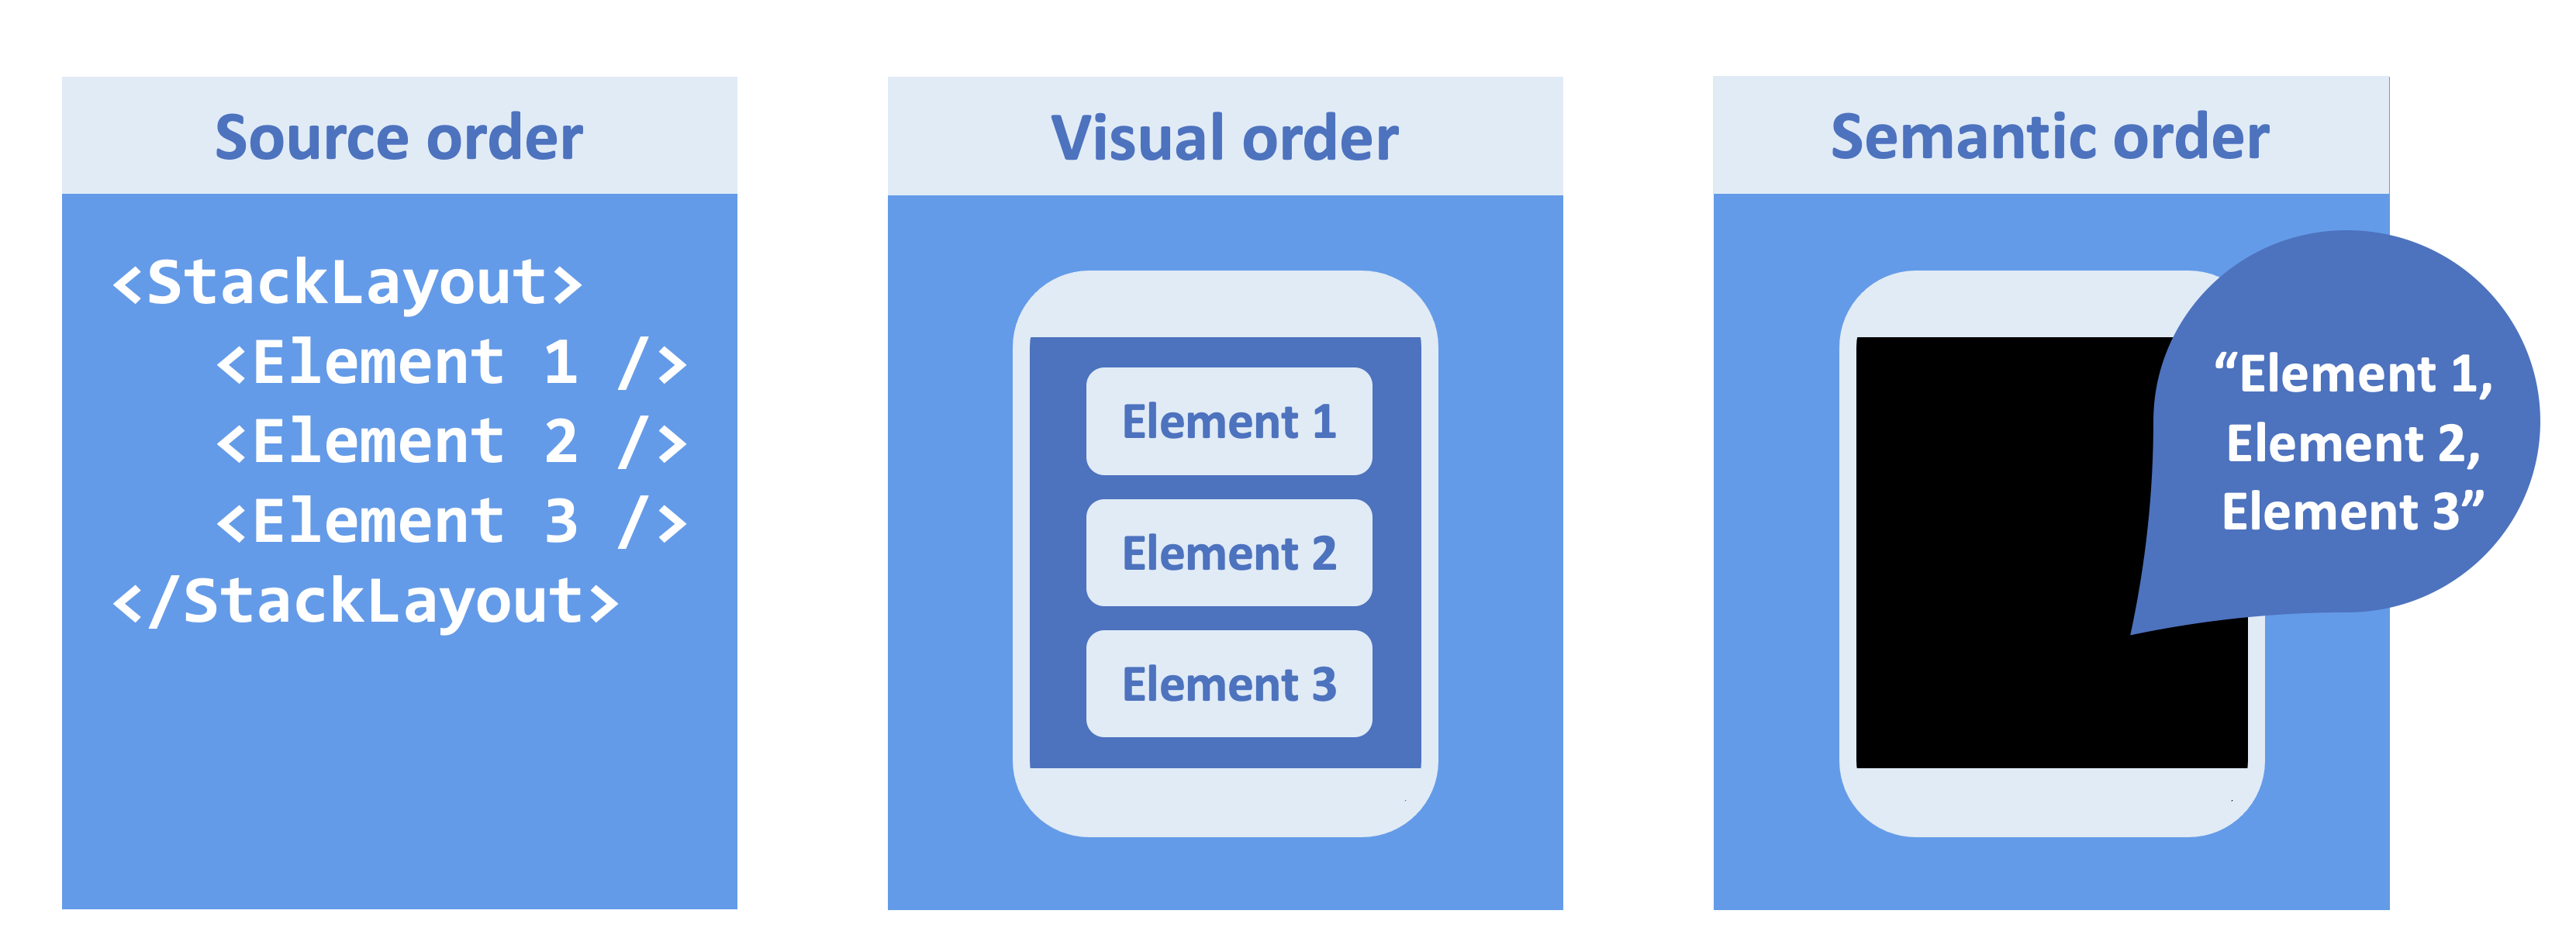 Source order
<StackLayout>
<Element 1 />
<Element 2 />
<Element 3 />
</StackLayout>
Visual order
Element 1
Element 2
Element 3
Semantic order
“Element 1,
Element 2,
Element 3”